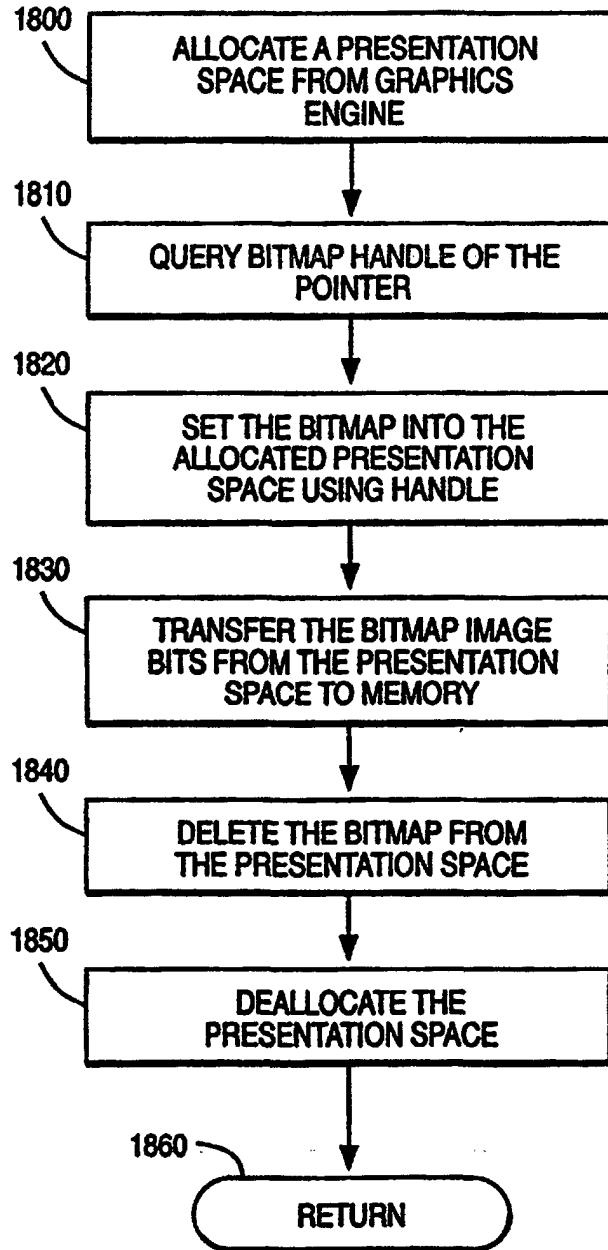 1800
ALLOCATE A PRESENTATION
SPACE FROM GRAPHICS
ENGINE
1810
QUERY BITMAP HANDLE OF THE
POINTER
1820
SET THE BITMAP INTO THE
ALLOCATED PRESENTATION
SPACE USING HANDLE
1830
TRANSFER THE BITMAP IMAGE
BITS FROM THE PRESENTATION
SPACE TO MEMORY
1840
DELETE THE BITMAP FROM
THE PRESENTATION SPACE
1850
DEALLOCATE THE
PRESENTATION SPACE
1860
RETURN